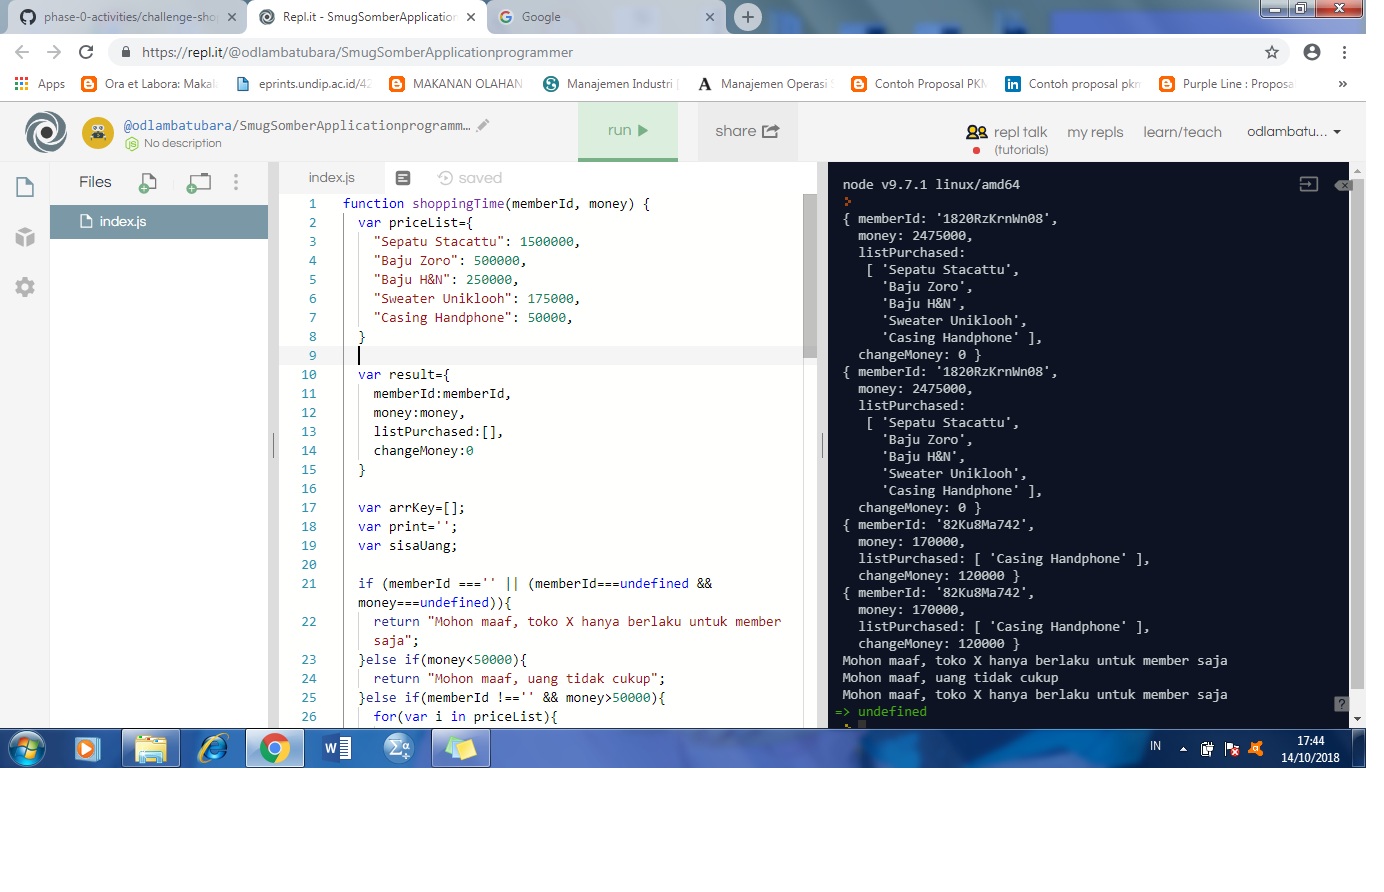 phase-0-activities/challenge-sho
Repl.it - SmugSomberApplication
Google
https://repl.it/@odlambatubara/SmugSomberApplicationprogrammer
Apps
Ora et Labora: Makal
eprints.undip.ac.id/42
MAKANAN OLAHAN
Manajemen Industri
Manajemen Operasi
Contoh Proposal PKM
Contoh proposal pkm
Purple Line : Proposa
»
@odlambatubara/SmugSomberApplicationprogramm...
No description
run
share
repl talk
(tutorials)
my repls
learn/teach
odlambatu...
Files
index.js
index.js
saved
1 function shoppingTime(memberId, money) {
2 var priceList={
3 "Sepatu Stacattu": 1500000,
4 "Baju Zoro": 500000,
5 "Baju H&N": 250000,
6 "Sweater Uniklooh": 175000,
7 "Casing Handphone": 50000,
8 }
9
10 var result={
11 memberId:memberId,
12 money:money,
13 listPurchased:[],
14 changeMoney:0
15 }
16
17 var arrKey=[];
18 var print='';
19 var sisaUang;
20
21 if (memberId ==='' || (memberId===undefined &&
money===undefined)){
22 return "Mohon maaf, toko X hanya berlaku untuk member
saja";
23 }else if(money<50000){
24 return "Mohon maaf, uang tidak cukup";
25 }else if(memberId !=='' && money>50000){
26 for(var i in priceList){
node v9.7.1 linux/amd64
{ memberId: '1820RzKrnWn08',
money: 2475000,
listPurchased:
[ 'Sepatu Stacattu',
'Baju Zoro',
'Baju H&N',
'Sweater Uniklooh',
'Casing Handphone' ],
changeMoney: 0 }
{ memberId: '1820RzKrnWn08',
money: 2475000,
listPurchased:
[ 'Sepatu Stacattu',
'Baju Zoro',
'Baju H&N',
'Sweater Uniklooh',
'Casing Handphone' ],
changeMoney: 0 }
{ memberId: '82Ku8Ma742',
money: 170000,
listPurchased: [ 'Casing Handphone' ],
changeMoney: 120000 }
{ memberId: '82Ku8Ma742',
money: 170000,
listPurchased: [ 'Casing Handphone' ],
changeMoney: 120000 }
Mohon maaf, toko X hanya berlaku untuk member saja
Mohon maaf, uang tidak cukup
Mohon maaf, toko X hanya berlaku untuk member saja
=> undefined
?
IN
17:44
14/10/2018